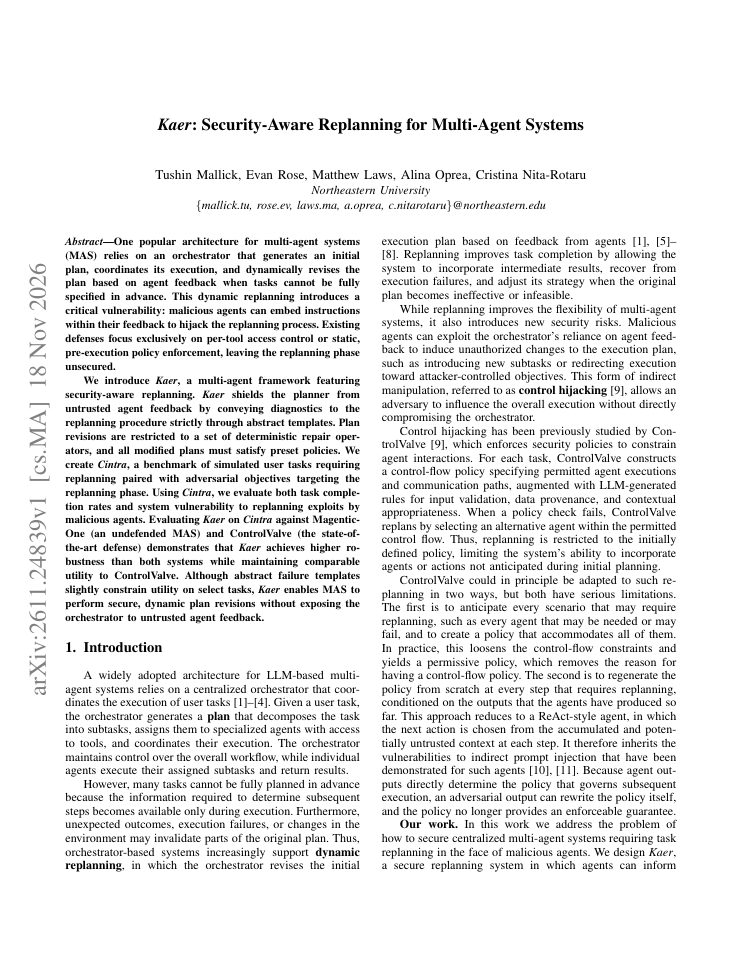 Kaer: Security-Aware Replanning for Multi-Agent Systems
Tushin Mallick, Evan Rose, Matthew Laws, Alina Oprea, Cristina Nita-Rotaru
Northeastern University
{mallick.tu, rose.ev, laws.ma, a.oprea, c.nitarotaru}@northeastern.edu
arXiv:2611.24839v1 [cs.MA] 18 Nov 2026
Abstract—One popular architecture for multi-agent systems
(MAS) relies on an orchestrator that generates an initial
plan, coordinates its execution, and dynamically revises the
plan based on agent feedback when tasks cannot be fully
specified in advance. This dynamic replanning introduces a
critical vulnerability: malicious agents can embed instructions
within their feedback to hijack the replanning process. Existing
defenses focus exclusively on per-tool access control or static,
pre-execution policy enforcement, leaving the replanning phase
unsecured.
We introduce Kaer, a multi-agent framework featuring
security-aware replanning. Kaer shields the planner from
untrusted agent feedback by conveying diagnostics to the
replanning procedure strictly through abstract templates. Plan
revisions are restricted to a set of deterministic repair oper-
ators, and all modified plans must satisfy preset policies. We
create Cintra, a benchmark of simulated user tasks requiring
replanning paired with adversarial objectives targeting the
replanning phase. Using Cintra, we evaluate both task comple-
tion rates and system vulnerability to replanning exploits by
malicious agents. Evaluating Kaer on Cintra against Magentic-
One (an undefended MAS) and ControlValve (the state-of-
the-art defense) demonstrates that Kaer achieves higher ro-
bustness than both systems while maintaining comparable
utility to ControlValve. Although abstract failure templates
slightly constrain utility on select tasks, Kaer enables MAS to
perform secure, dynamic plan revisions without exposing the
orchestrator to untrusted agent feedback.
1. Introduction
A widely adopted architecture for LLM-based multi-
agent systems relies on a centralized orchestrator that coor-
dinates the execution of user tasks [1]–[4]. Given a user task,
the orchestrator generates a plan that decomposes the task
into subtasks, assigns them to specialized agents with access
to tools, and coordinates their execution. The orchestrator
maintains control over the overall workflow, while individual
agents execute their assigned subtasks and return results.
However, many tasks cannot be fully planned in advance
because the information required to determine subsequent
steps becomes available only during execution. Furthermore,
unexpected outcomes, execution failures, or changes in the
environment may invalidate parts of the original plan. Thus,
orchestrator-based systems increasingly support dynamic
replanning, in which the orchestrator revises the initial
execution plan based on feedback from agents [1], [5]–
[8]. Replanning improves task completion by allowing the
system to incorporate intermediate results, recover from
execution failures, and adjust its strategy when the original
plan becomes ineffective or infeasible.
While replanning improves the flexibility of multi-agent
systems, it also introduces new security risks. Malicious
agents can exploit the orchestrator's reliance on agent feed-
back to induce unauthorized changes to the execution plan,
such as introducing new subtasks or redirecting execution
toward attacker-controlled objectives. This form of indirect
manipulation, referred to as control hijacking [9], allows an
adversary to influence the overall execution without directly
compromising the orchestrator.
Control hijacking has been previously studied by Con-
trolValve [9], which enforces security policies to constrain
agent interactions. For each task, ControlValve constructs
a control-flow policy specifying permitted agent executions
and communication paths, augmented with LLM-generated
rules for input validation, data provenance, and contextual
appropriateness. When a policy check fails, ControlValve
replans by selecting an alternative agent within the permitted
control flow. Thus, replanning is restricted to the initially
defined policy, limiting the system's ability to incorporate
agents or actions not anticipated during initial planning.
ControlValve could in principle be adapted to such re-
planning in two ways, but both have serious limitations.
The first is to anticipate every scenario that may require
replanning, such as every agent that may be needed or may
fail, and to create a policy that accommodates all of them.
In practice, this loosens the control-flow constraints and
yields a permissive policy, which removes the reason for
having a control-flow policy. The second is to regenerate the
policy from scratch at every step that requires replanning,
conditioned on the outputs that the agents have produced so
far. This approach reduces to a ReAct-style agent, in which
the next action is chosen from the accumulated and poten-
tially untrusted context at each step. It therefore inherits the
vulnerabilities to indirect prompt injection that have been
demonstrated for such agents [10], [11]. Because agent out-
puts directly determine the policy that governs subsequent
execution, an adversarial output can rewrite the policy itself,
and the policy no longer provides an enforceable guarantee.
Our work. In this work we address the problem of
how to secure centralized multi-agent systems requiring task
replanning in the face of malicious agents. We design Kaer,
a secure replanning system in which agents can inform